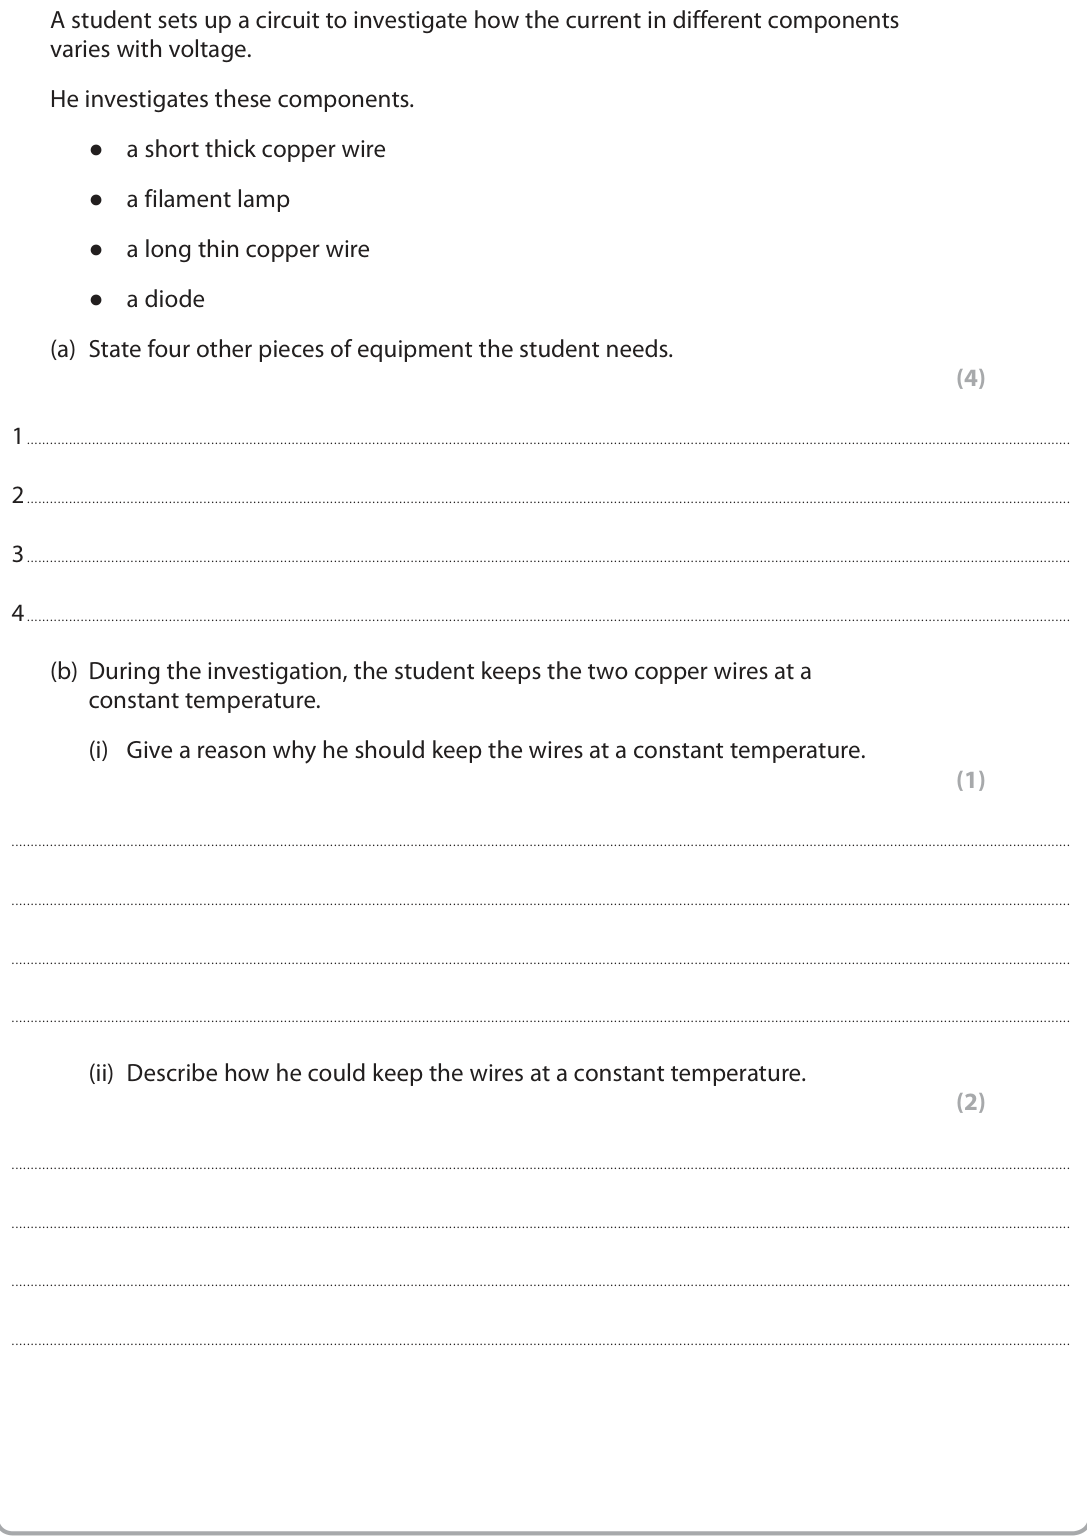 A student sets up a circuit to investigate how the current in different components
varies with voltage.
He investigates these components.
● a short thick copper wire
● a filament lamp
● a long thin copper wire
● a diode
(a) State four other pieces of equipment the student needs.
(4)
1
2
3
4
(b) During the investigation, the student keeps the two copper wires at a
constant temperature.
(i) Give a reason why he should keep the wires at a constant temperature.
(1)
(ii) Describe how he could keep the wires at a constant temperature.
(2)